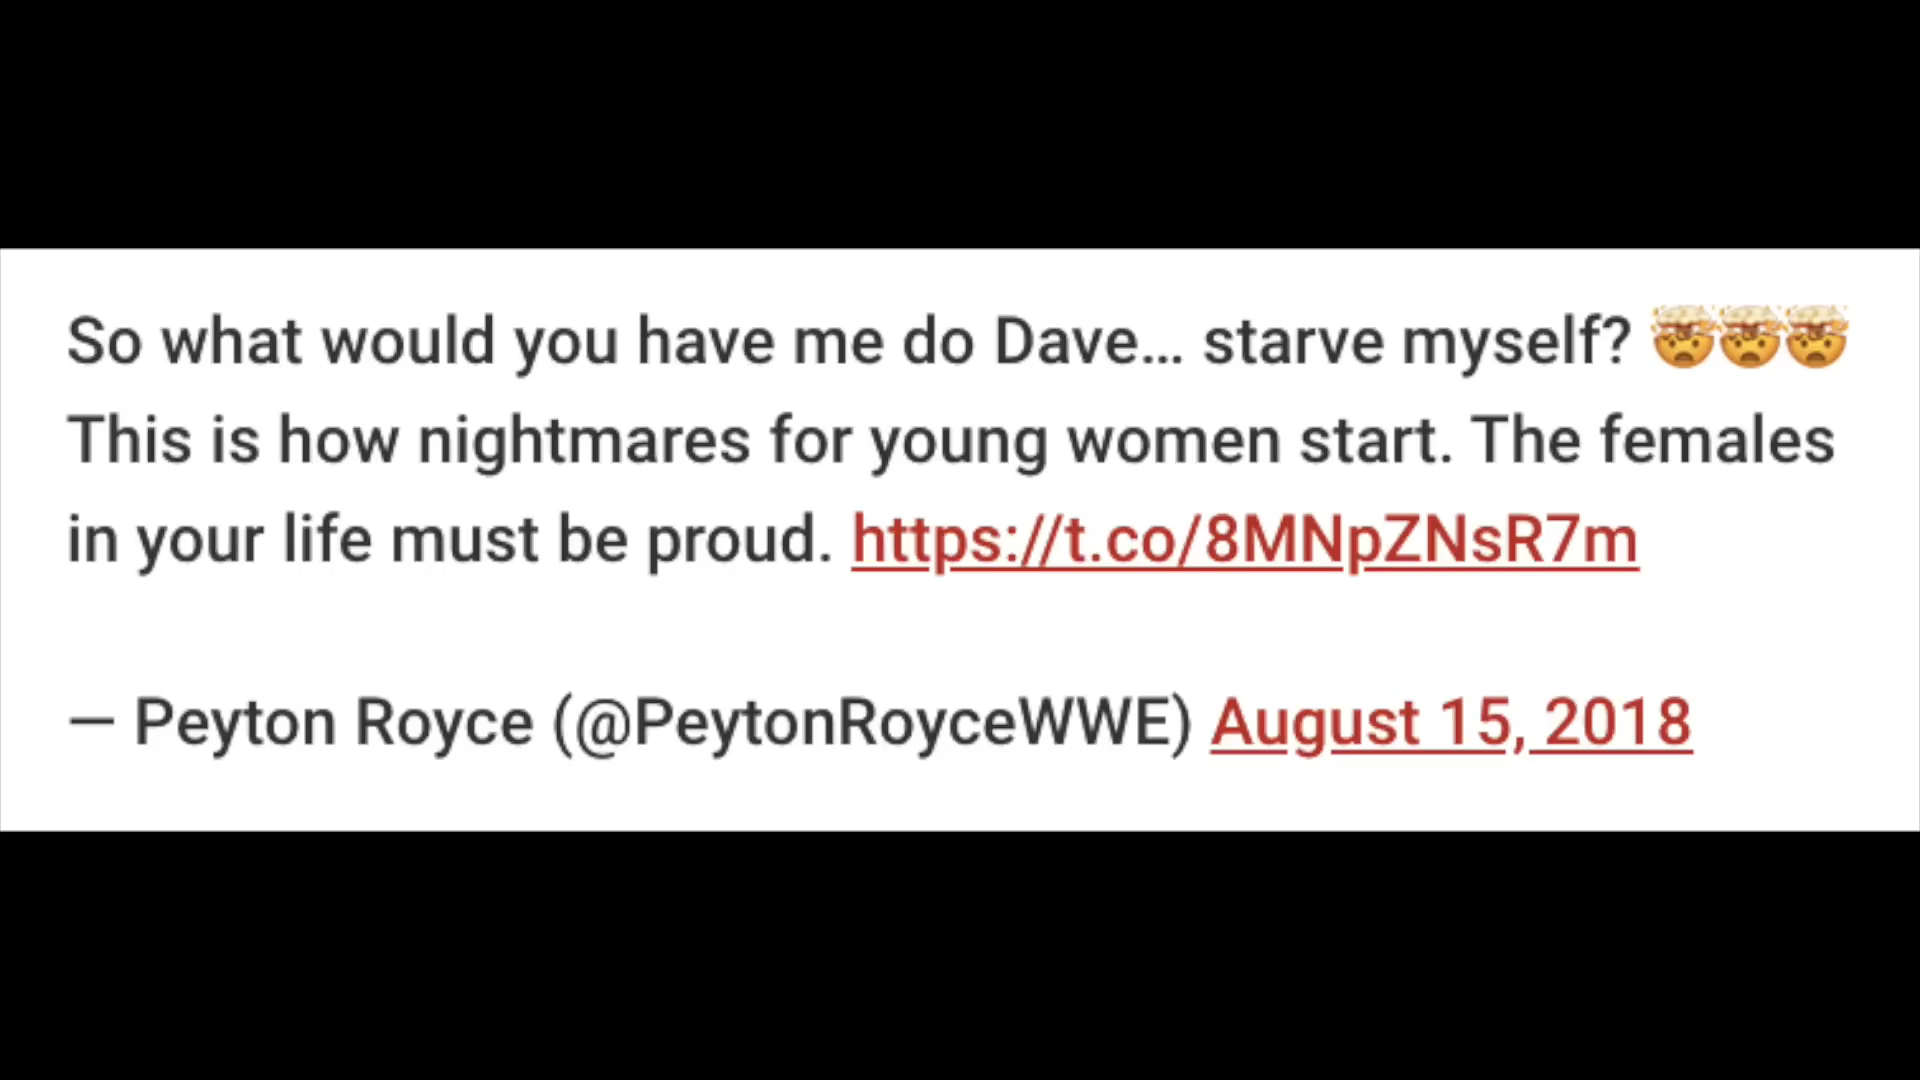 So what would you have me do Dave… starve myself? 🤯🤯🤯
This is how nightmares for young women start. The females
in your life must be proud. https://t.co/8MNpZNsR7m
— Peyton Royce (@PeytonRoyceWWE) August 15, 2018